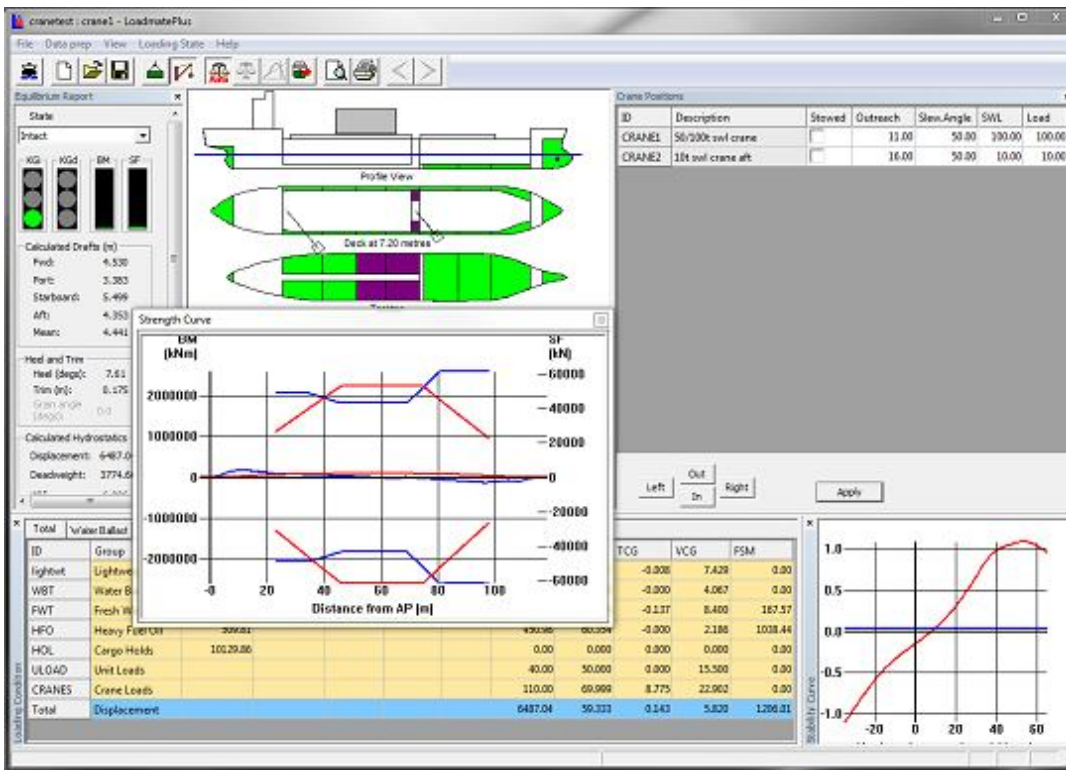 cranetest : crane1 - LoadmatePlus
File Data prep View Loading State Help
Equilibrium Report
State
Intact
KG KGd BM SF
Calculated Drafts (m)
Fwd: 4.530
Port: 3.383
Starboard: 5.499
Aft: 4.353
Mean: 4.441
Heel and Trim
Heel (degs): 7.61
Trim (m): 0.175
Grain angle (degs): 0.0
Calculated Hydrostatics
Displacement: 6487.0
Deadweight: 3774.6
Profile View
Deck at 7.20 metres
Crane Positions
ID Description Stowed Outreach Slew.Angle SWL Load
CRANE1 50/100t swl crane 11.00 50.00 100.00 100.00
CRANE2 10t swl crane aft 16.00 50.00 10.00 10.00
Left Out In Right Apply
Strength Curve
BM (kNm) SF (kN)
2000000 1000000 0 -1000000 -2000000
-60000 -40000 -20000 0 -20000 -40000 -60000
-0 20 40 60 80 100
Distance from AP [m]
Loading Condition
Total Water Ballast
ID Group TCG VCG FSM
lightwt Lightwe -0.008 7.429 0.00
WBT Water B 4.067 0.00
FWT Fresh W -0.137 8.400 167.57
HFO Heavy Fuel Oil 509.81 450.98 60.354 -0.000 2.186 1038.44
HOL Cargo Holds 10129.86 0.00 0.000 0.000 0.000 0.00
ULOAD Unit Loads 40.00 50.000 0.000 15.500 0.00
CRANES Crane Loads 110.00 69.999 8.775 22.902 0.00
Total Displacement 6487.04 59.333 0.143 5.820 1206.01
Stability Curve
1.0 0.5 0.0 -0.5 -1.0
-20 0 20 40 60